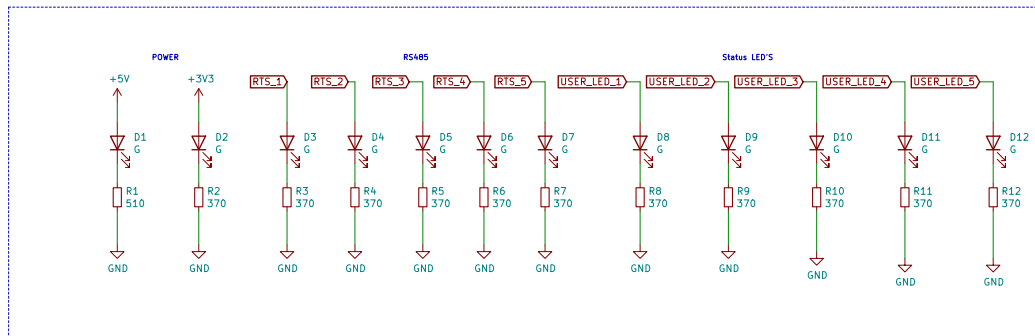 POWER RS485 Status LED'S
+5V +3V3 RTS_1 RTS_2 RTS_3 RTS_4 RTS_5 USER_LED_1 USER_LED_2 USER_LED_3 USER_LED_4 USER_LED_5
D1 D2 D3 D4 D5 D6 D7 D8 D9 D10 D11 D12
G G G G G G G G G G G G
R1 R2 R3 R4 R5 R6 R7 R8 R9 R10 R11 R12
510 370 370 370 370 370 370 370 370 370 370 370
GND GND GND GND GND GND GND GND GND GND GND GND